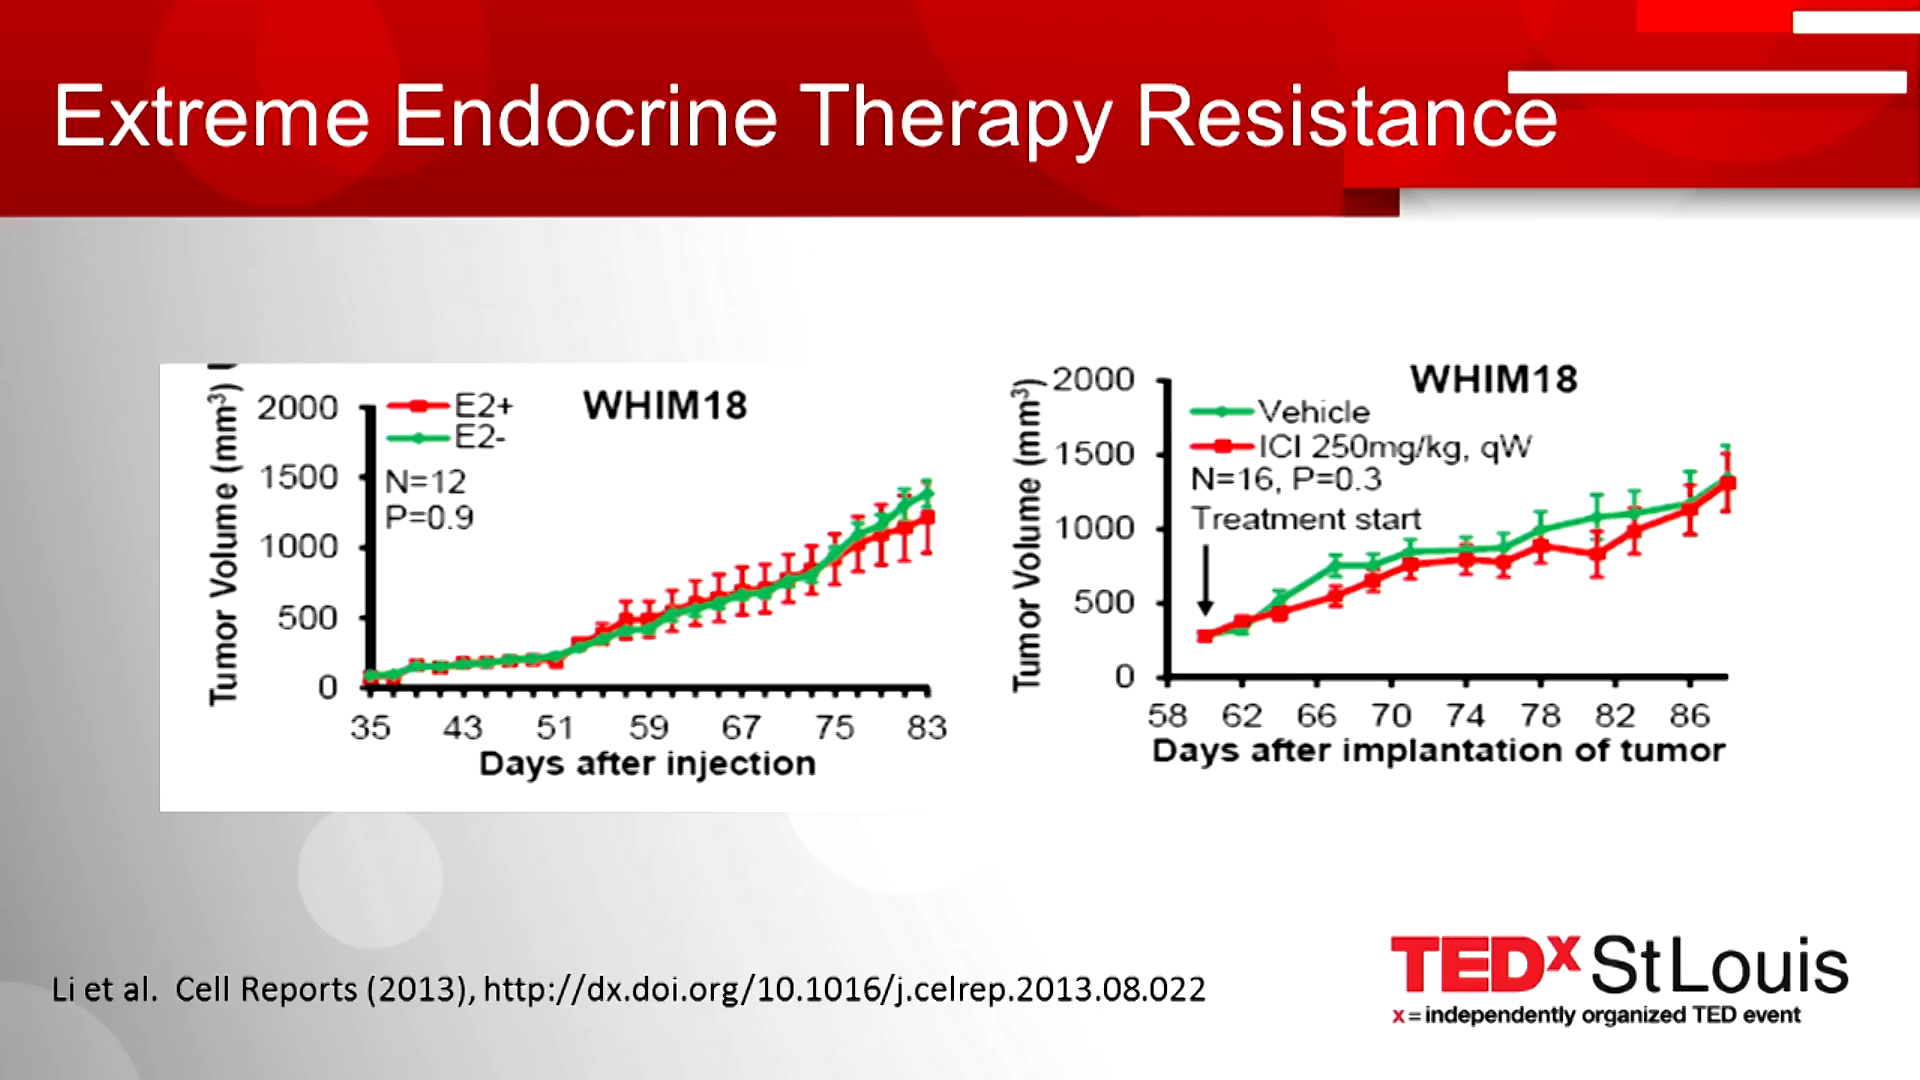 Extreme Endocrine Therapy Resistance
Tumor Volume (mm³)
2000
1500
1000
500
0
E2+
E2-
WHIM18
N=12
P=0.9
35 43 51 59 67 75 83
Days after injection
Tumor Volume (mm³)
2000
1500
1000
500
0
WHIM18
Vehicle
ICI 250mg/kg, qW
N=16, P=0.3
Treatment start
58 62 66 70 74 78 82 86
Days after implantation of tumor
Li et al. Cell Reports (2013), http://dx.doi.org/10.1016/j.celrep.2013.08.022
TEDx StLouis
x = independently organized TED event